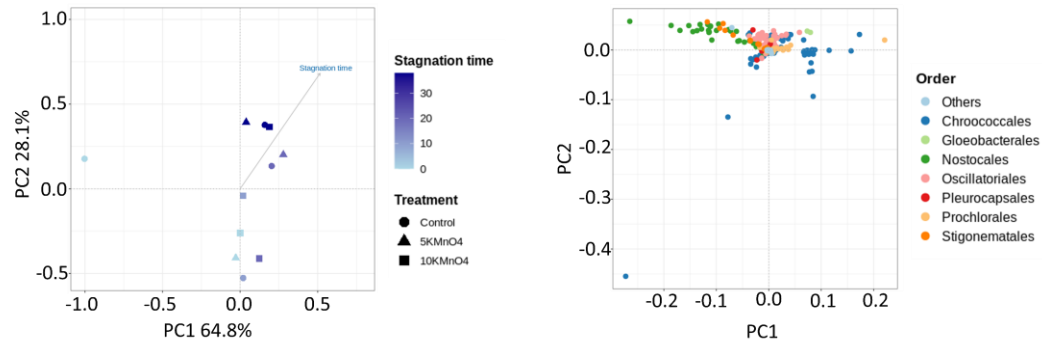 1.0
0.5
0.0
-0.5
PC2 28.1%
-1.0
-0.5
0.0
0.5
PC1 64.8%
Stagnation time
Stagnation time
30
20
10
0
Treatment
Control
5KMnO4
10KMnO4
0.0
-0.1
-0.2
-0.3
-0.4
PC2
-0.2
-0.1
0.0
0.1
0.2
PC1
Order
Others
Chroococcales
Gloeobacterales
Nostocales
Oscillatoriales
Pleurocapsales
Prochlorales
Stigonematales